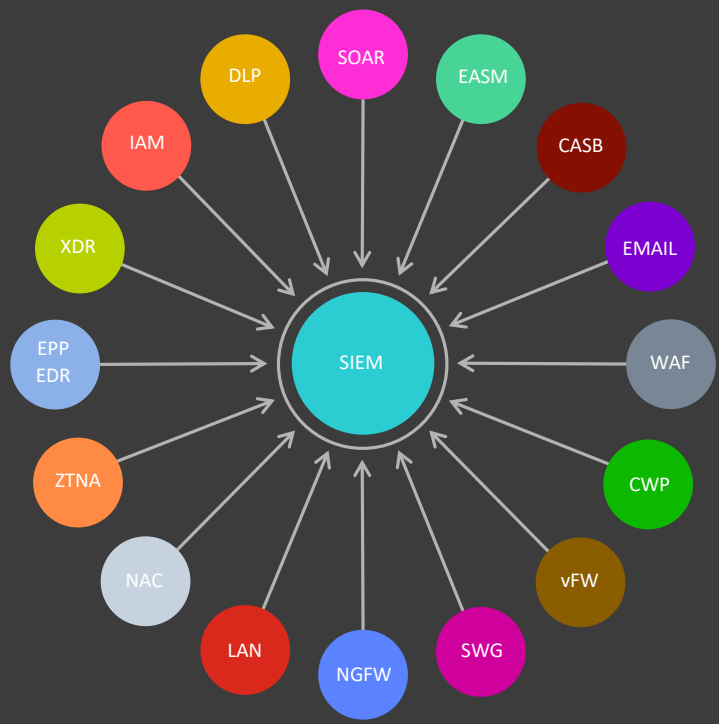 SOAR
DLP
EASM
IAM
CASB
XDR
EMAIL
EPP
EDR
SIEM
WAF
ZTNA
CWP
NAC
vFW
LAN
SWG
NGFW